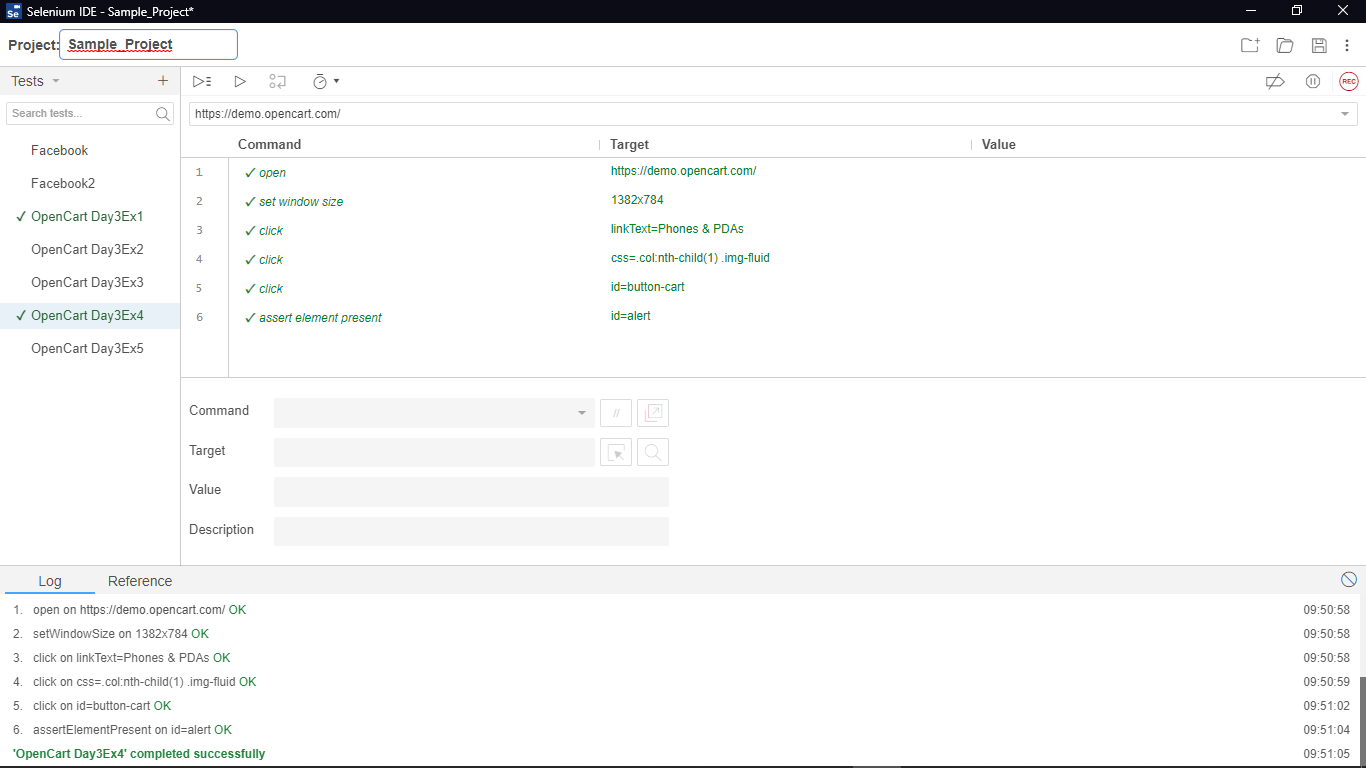 Se Selenium IDE - Sample_Project*
Project: Sample_Project
Tests +
REC
Search tests...
https://demo.opencart.com/
Command Target Value
Facebook
Facebook2
✓ OpenCart Day3Ex1
OpenCart Day3Ex2
OpenCart Day3Ex3
✓ OpenCart Day3Ex4
OpenCart Day3Ex5
1 ✓ open https://demo.opencart.com/
2 ✓ set window size 1382x784
3 ✓ click linkText=Phones & PDAs
4 ✓ click css=.col:nth-child(1) .img-fluid
5 ✓ click id=button-cart
6 ✓ assert element present id=alert
Command //
Target
Value
Description
Log Reference
1. open on https://demo.opencart.com/ OK 09:50:58
2. setWindowSize on 1382x784 OK 09:50:58
3. click on linkText=Phones & PDAs OK 09:50:58
4. click on css=.col:nth-child(1) .img-fluid OK 09:50:59
5. click on id=button-cart OK 09:51:02
6. assertElementPresent on id=alert OK 09:51:04
'OpenCart Day3Ex4' completed successfully 09:51:05